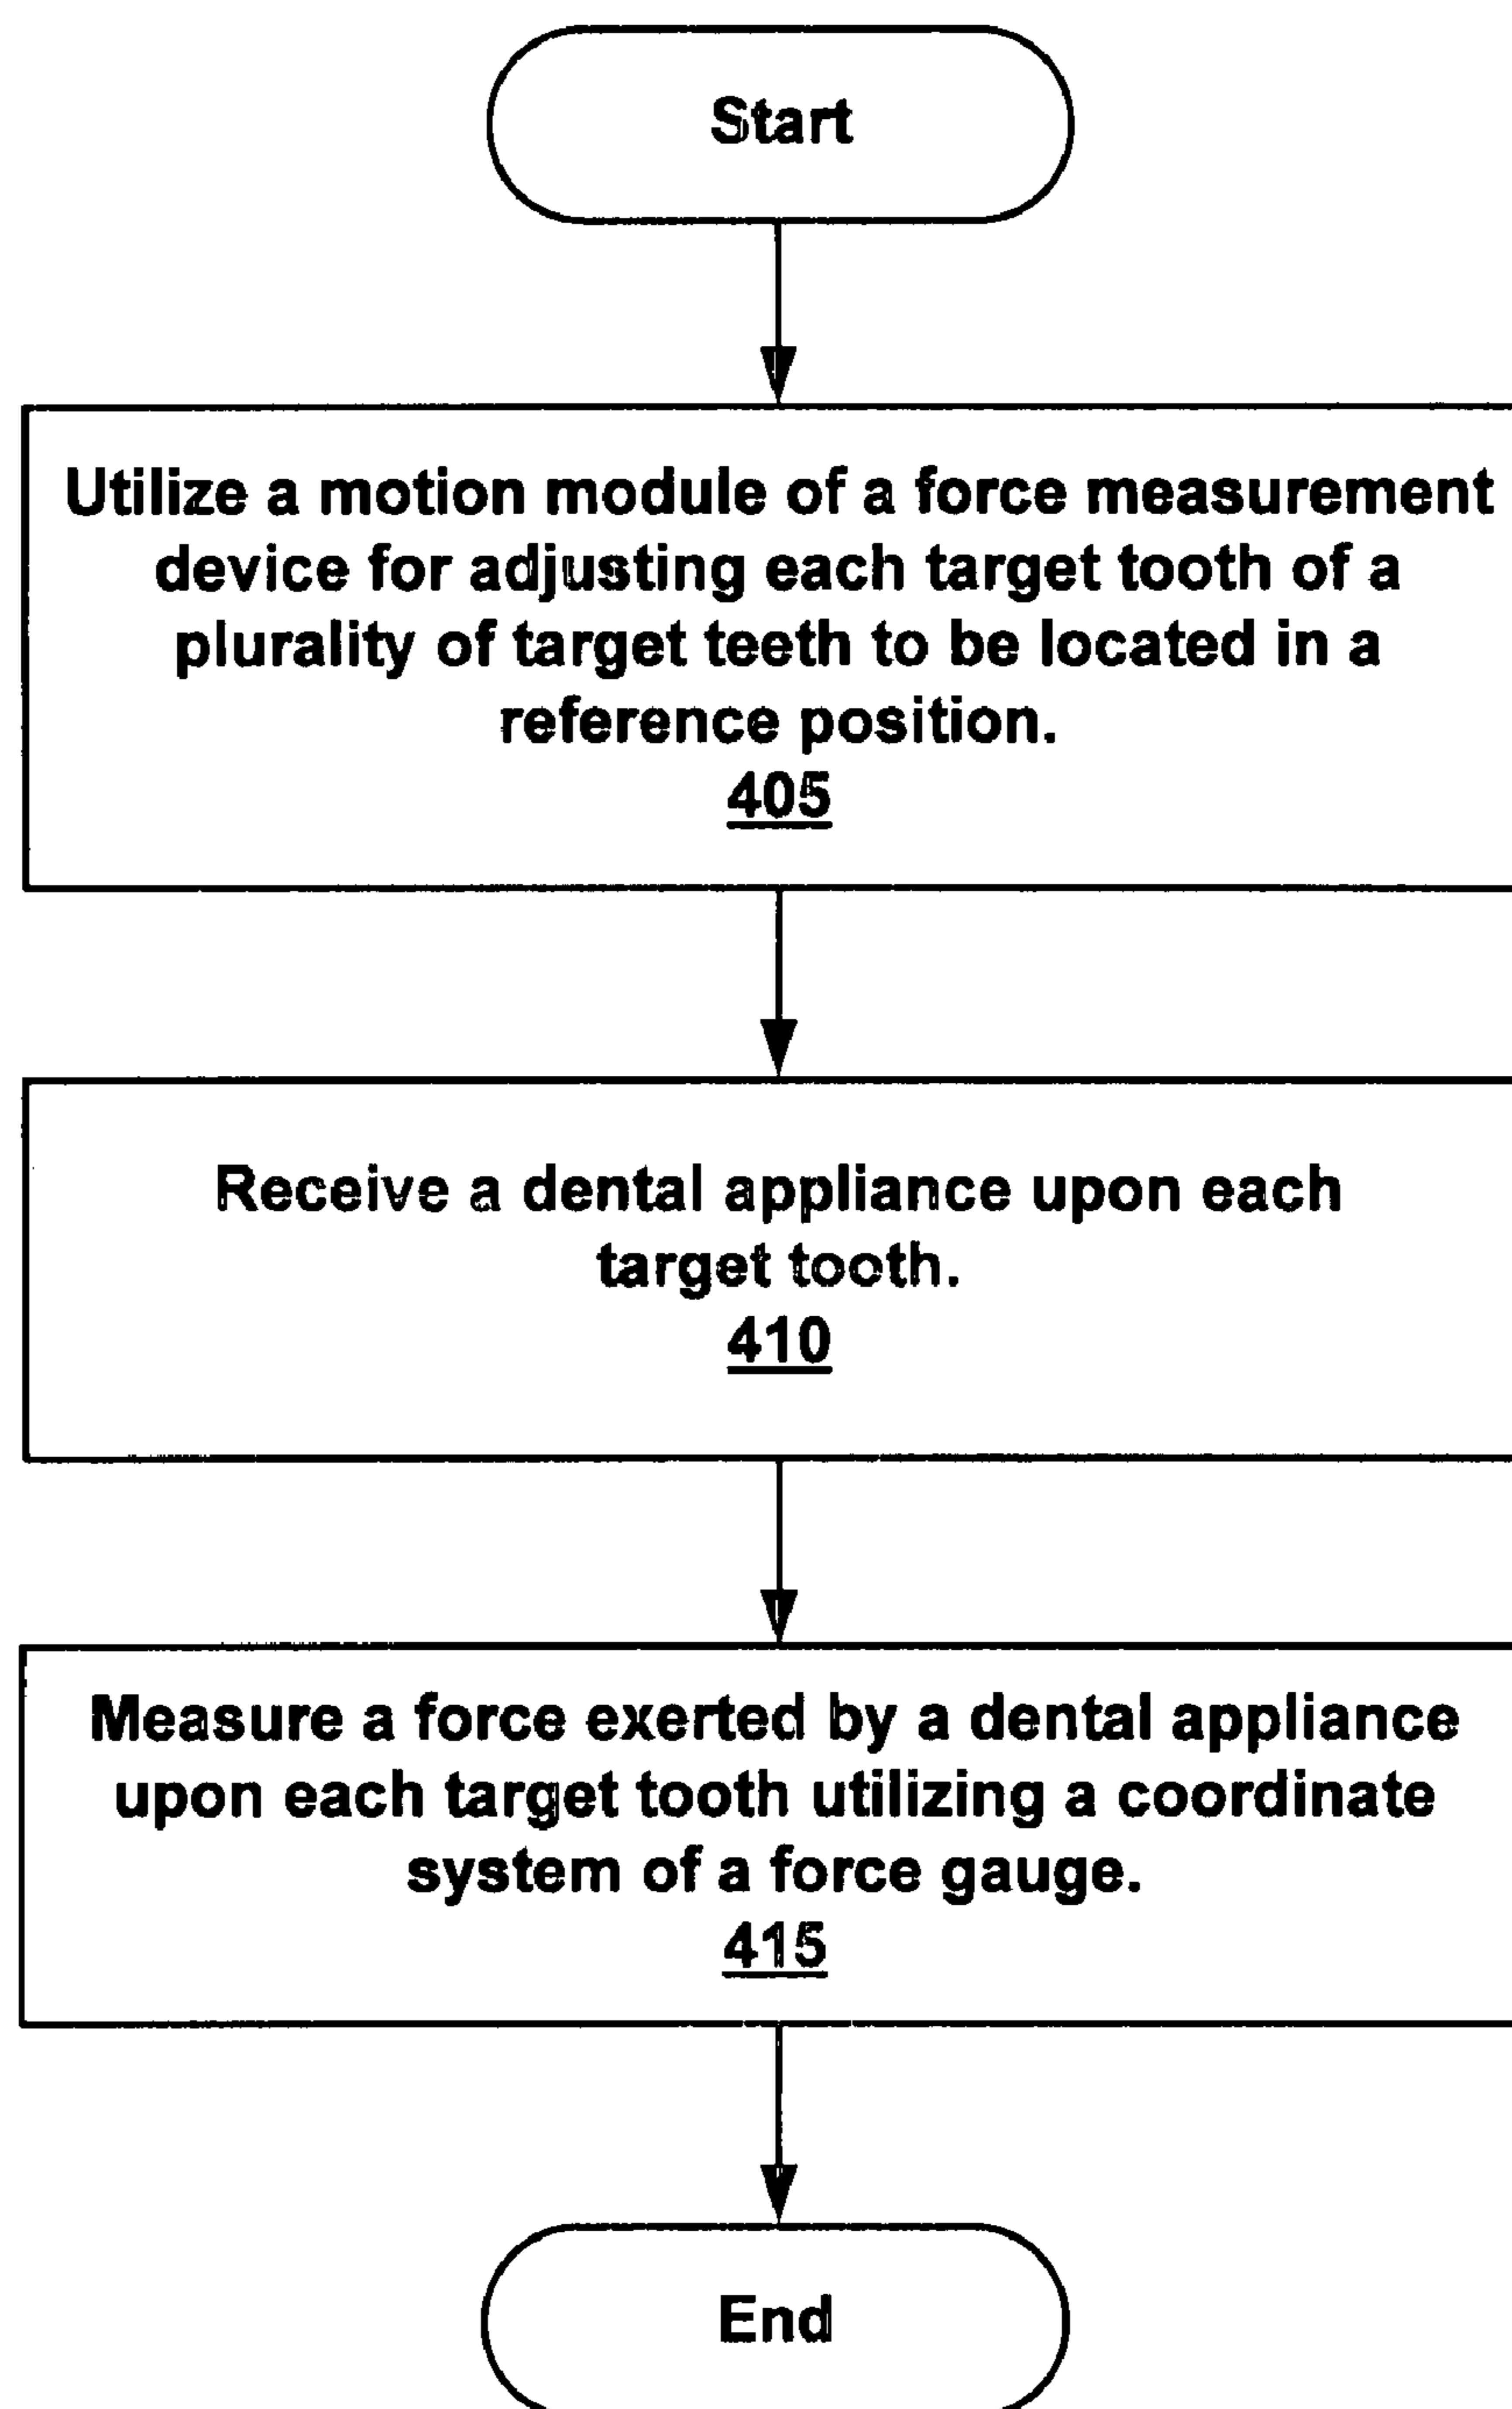 Start
Utilize a motion module of a force measurement
device for adjusting each target tooth of a
plurality of target teeth to be located in a
reference position.
405
Receive a dental appliance upon each
target tooth.
410
Measure a force exerted by a dental appliance
upon each target tooth utilizing a coordinate
system of a force gauge.
415
End